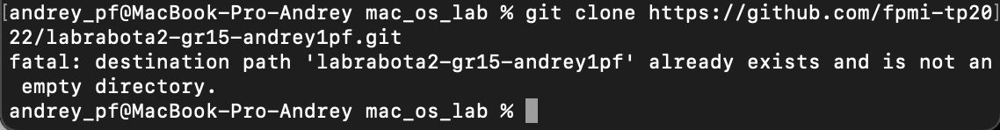 [andrey_pf@MacBook-Pro-Andrey mac_os_lab % git clone https://github.com/fpmi-tp20]
22/labrabota2-gr15-andrey1pf.git
fatal: destination path 'labrabota2-gr15-andrey1pf' already exists and is not an
 empty directory.
andrey_pf@MacBook-Pro-Andrey mac_os_lab %